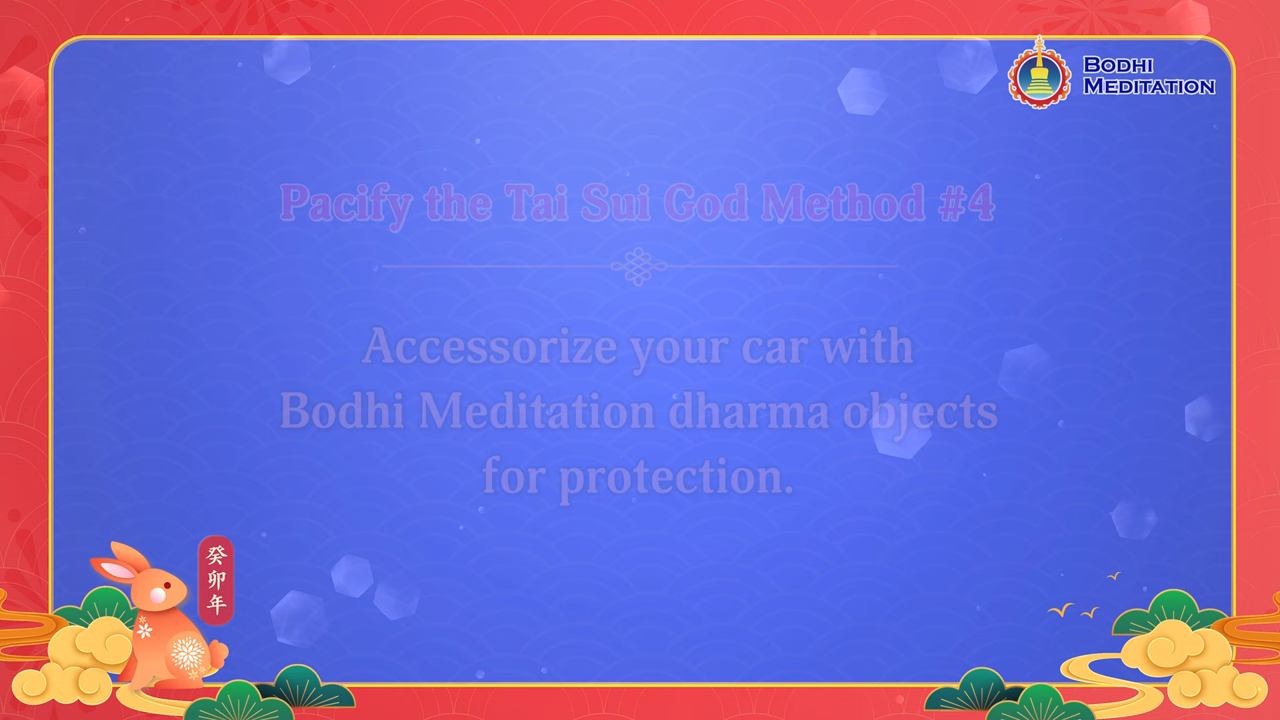 BODHI
MEDITATION
Pacify the Tai Sui God Method #4
Accessorize your car with
Bodhi Meditation dharma objects
for protection.
癸卯年